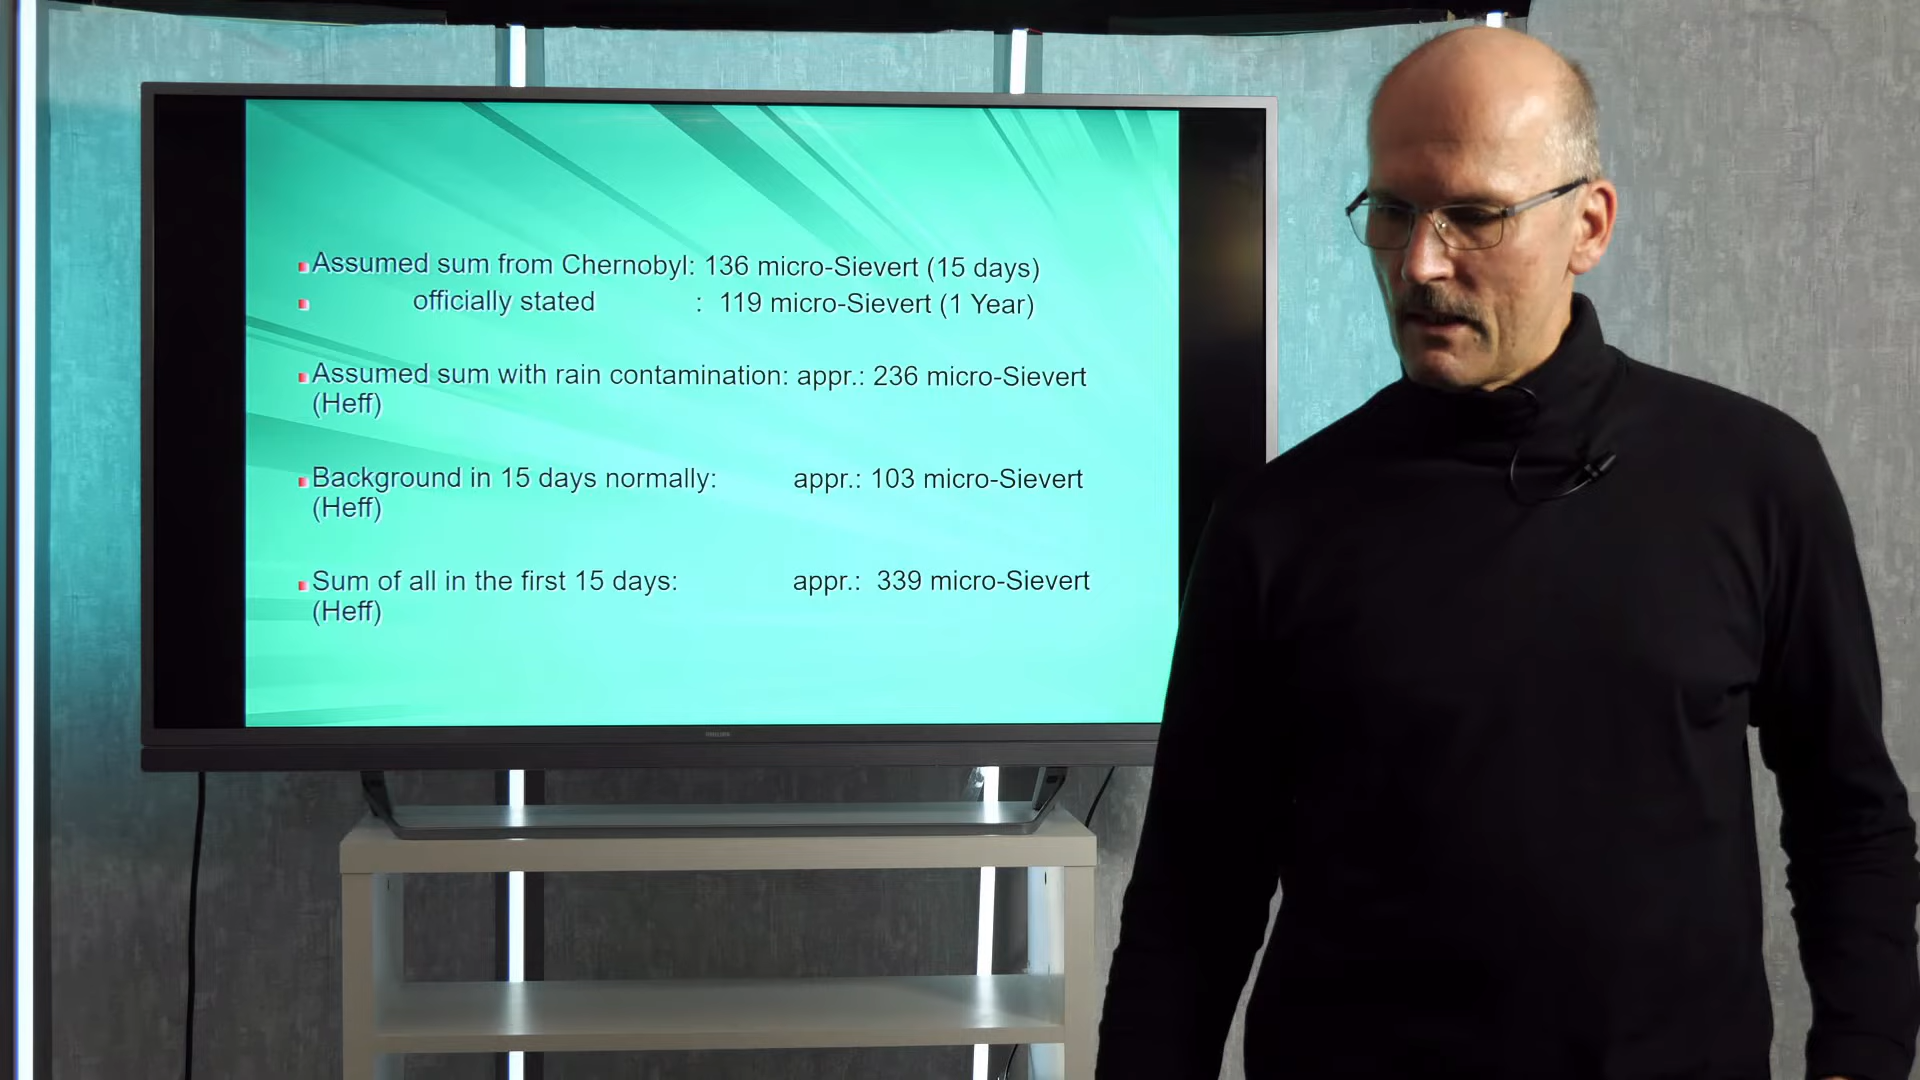 Assumed sum from Chernobyl: 136 micro-Sievert (15 days)
officially stated : 119 micro-Sievert (1 Year)
Assumed sum with rain contamination: appr.: 236 micro-Sievert
(Heff)
Background in 15 days normally: appr.: 103 micro-Sievert
(Heff)
Sum of all in the first 15 days: appr.: 339 micro-Sievert
(Heff)
PHILIPS